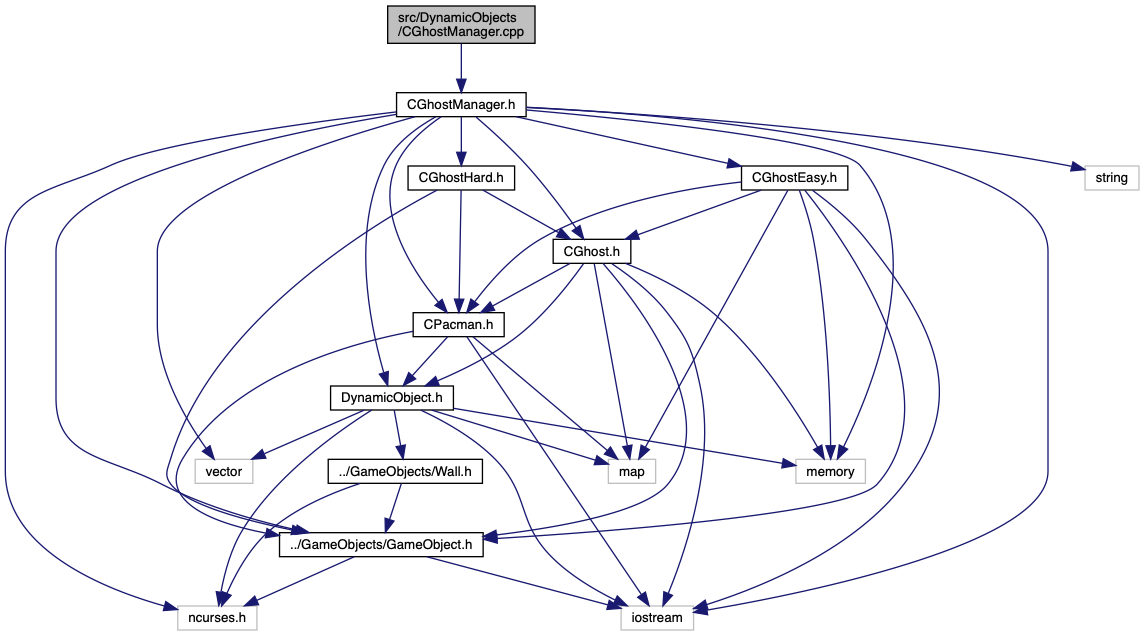 src/DynamicObjects
/CGhostManager.cpp
CGhostManager.h
CGhostHard.h
CGhostEasy.h
string
CGhost.h
CPacman.h
DynamicObject.h
vector
../GameObjects/Wall.h
map
memory
../GameObjects/GameObject.h
ncurses.h
iostream